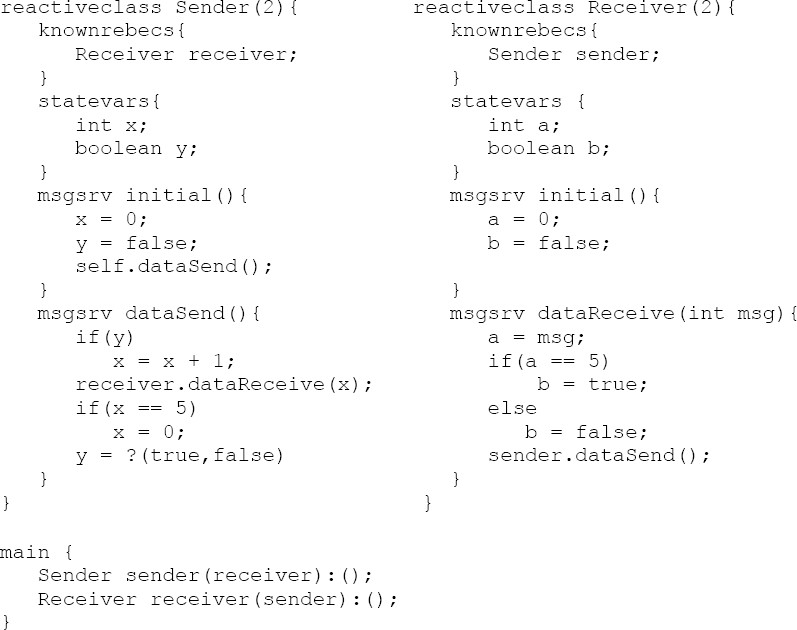 reactiveclass Sender(2){
knownrebecs{
Receiver receiver;
}
statevars{
int x;
boolean y;
}
msgsrv initial(){
x = 0;
y = false;
self.dataSend();
}
msgsrv dataSend(){
if(y)
x = x + 1;
receiver.dataReceive(x);
if(x == 5)
x = 0;
y = ?(true,false)
}
}
reactiveclass Receiver(2){
knownrebecs{
Sender sender;
}
statevars {
int a;
boolean b;
}
msgsrv initial(){
a = 0;
b = false;
}
msgsrv dataReceive(int msg){
a = msg;
if(a == 5)
b = true;
else
b = false;
sender.dataSend();
}
}
main {
Sender sender(receiver):();
Receiver receiver(sender):();
}